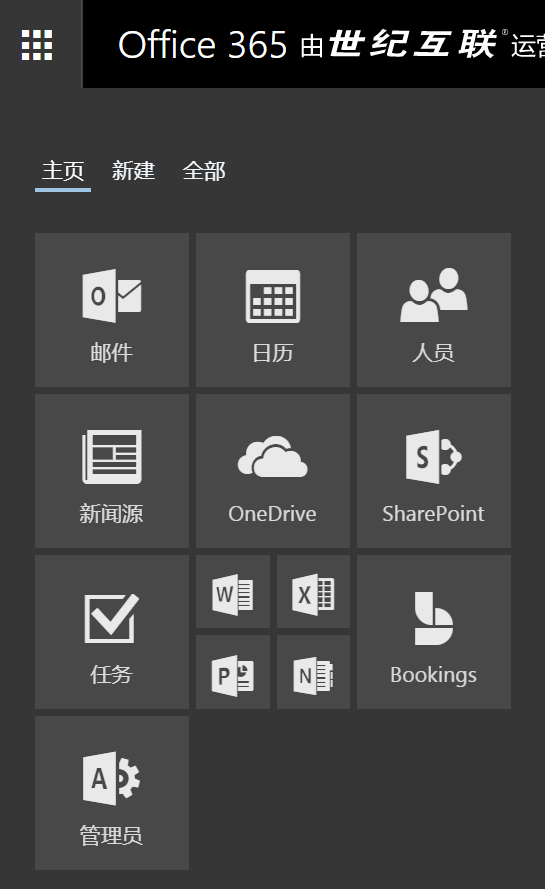 Office 365 由世纪互联®运营
主页 新建 全部
O
邮件 日历 人员
S
新闻源 OneDrive SharePoint
W X
P N
任务 Bookings
A
管理员